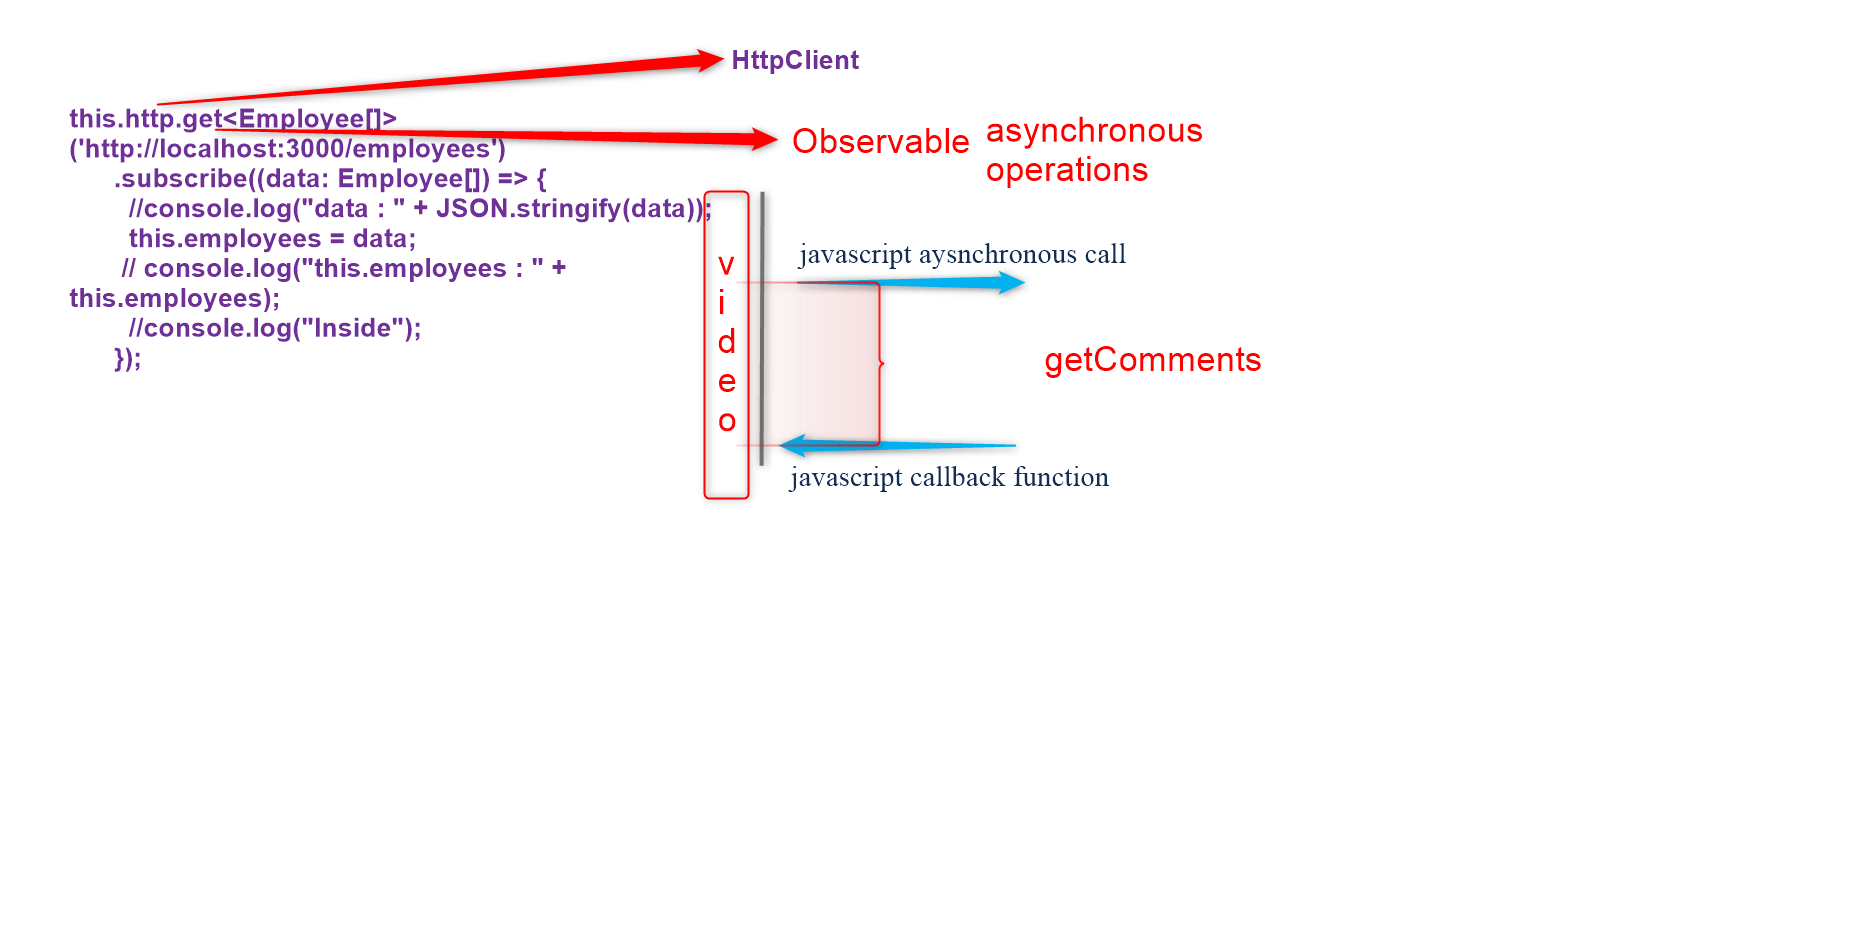 HttpClient
this.http.get<Employee[]>
('http://localhost:3000/employees')
.subscribe((data: Employee[]) => {
//console.log("data : " + JSON.stringify(data));
this.employees = data;
// console.log("this.employees : " +
this.employees);
//console.log("Inside");
});
Observable
asynchronous
operations
video
javascript aysnchronous call
getComments
javascript callback function